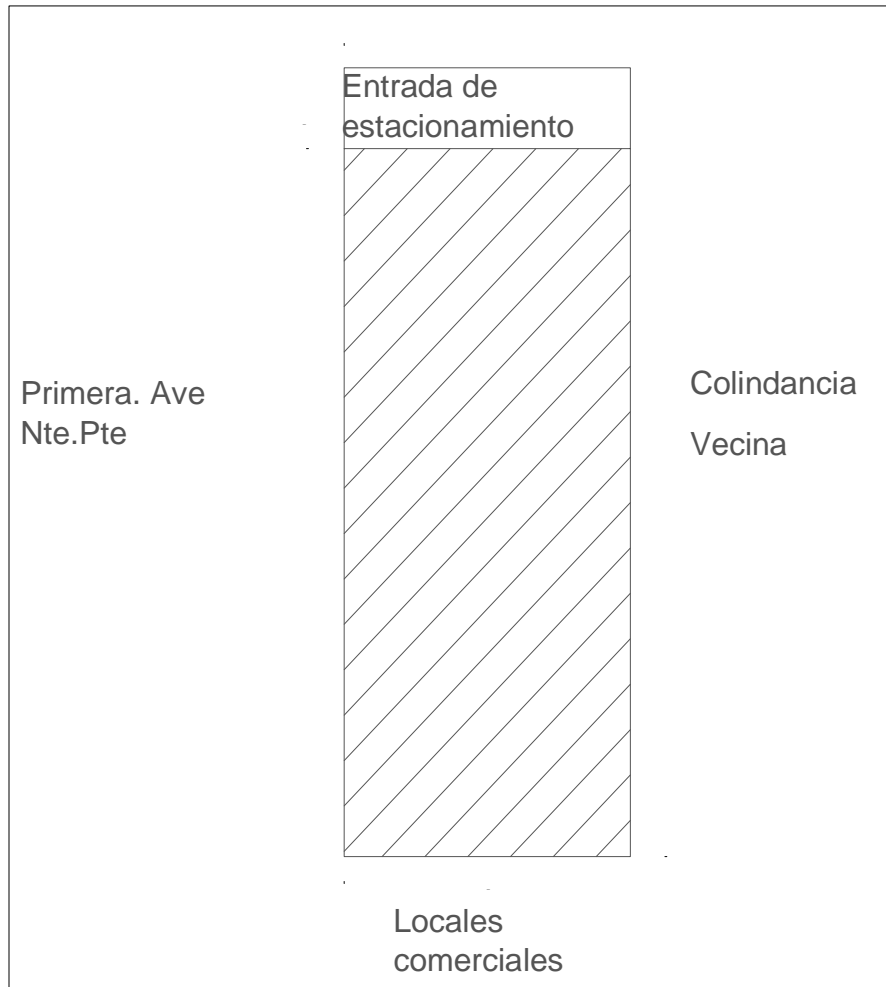 Entrada de
estacionamiento
Primera. Ave
Nte.Pte
Colindancia
Vecina
Locales
comerciales